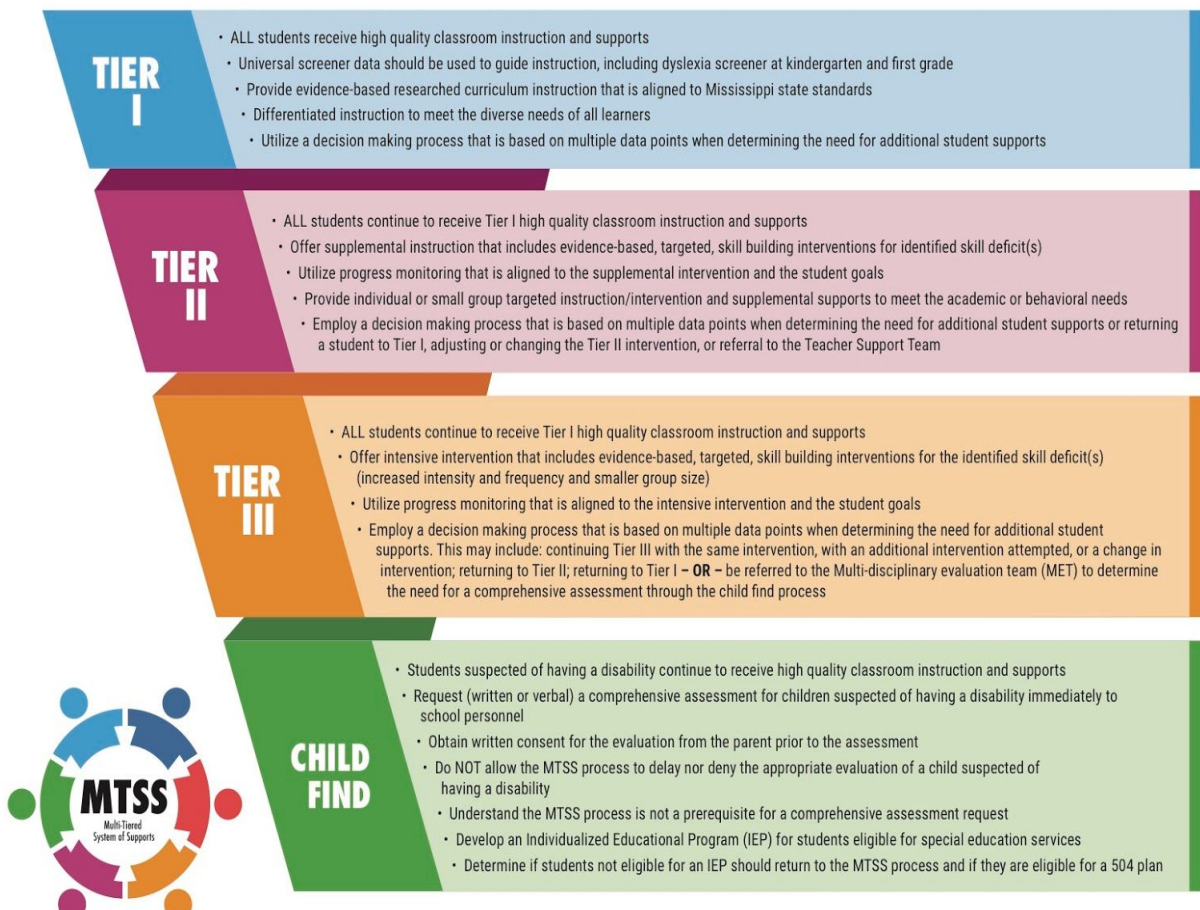 TIER
I
• ALL students receive high quality classroom instruction and supports
• Universal screener data should be used to guide instruction, including dyslexia screener at kindergarten and first grade
• Provide evidence-based researched curriculum instruction that is aligned to Mississippi state standards
• Differentiated instruction to meet the diverse needs of all learners
• Utilize a decision making process that is based on multiple data points when determining the need for additional student supports
TIER
II
• ALL students continue to receive Tier I high quality classroom instruction and supports
• Offer supplemental instruction that includes evidence-based, targeted, skill building interventions for identified skill deficit(s)
• Utilize progress monitoring that is aligned to the supplemental intervention and the student goals
• Provide individual or small group targeted instruction/intervention and supplemental supports to meet the academic or behavioral needs
• Employ a decision making process that is based on multiple data points when determining the need for additional student supports or returning
a student to Tier I, adjusting or changing the Tier II intervention, or referral to the Teacher Support Team
TIER
III
• ALL students continue to receive Tier I high quality classroom instruction and supports
• Offer intensive intervention that includes evidence-based, targeted, skill building interventions for the identified skill deficit(s)
(increased intensity and frequency and smaller group size)
• Utilize progress monitoring that is aligned to the intensive intervention and the student goals
• Employ a decision making process that is based on multiple data points when determining the need for additional student
supports. This may include: continuing Tier III with the same intervention, with an additional intervention attempted, or a change in
intervention; returning to Tier II; returning to Tier I – OR – be referred to the Multi-disciplinary evaluation team (MET) to determine
the need for a comprehensive assessment through the child find process
CHILD
FIND
• Students suspected of having a disability continue to receive high quality classroom instruction and supports
• Request (written or verbal) a comprehensive assessment for children suspected of having a disability immediately to
school personnel
• Obtain written consent for the evaluation from the parent prior to the assessment
• Do NOT allow the MTSS process to delay nor deny the appropriate evaluation of a child suspected of
having a disability
• Understand the MTSS process is not a prerequisite for a comprehensive assessment request
• Develop an Individualized Educational Program (IEP) for students eligible for special education services
• Determine if students not eligible for an IEP should return to the MTSS process and if they are eligible for a 504 plan
MTSS
Multi-Tiered
System of Supports